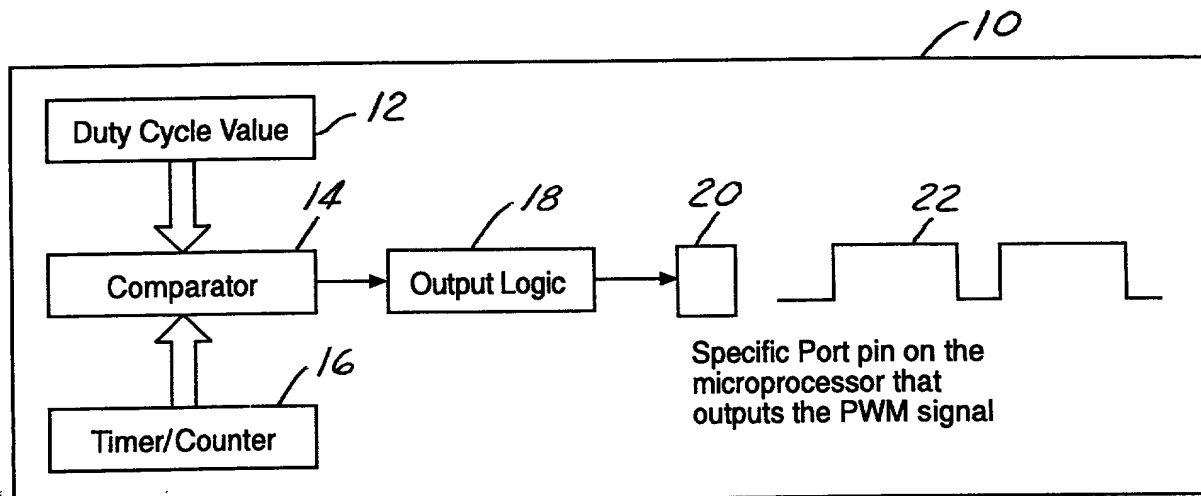 10
Duty Cycle Value
12
14
18
20
22
Comparator
Output Logic
16
Timer/Counter
Specific Port pin on the
microprocessor that
outputs the PWM signal